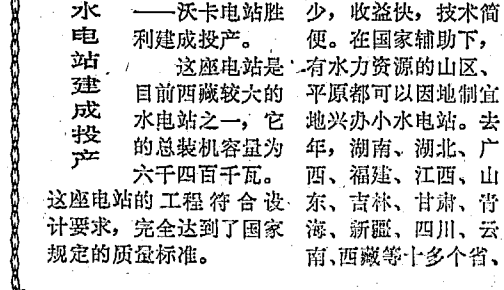 水电站建成投产
——沃卡电站胜
利建成投产。
这座电站是
目前西藏较大的
水电站之一，它
的总装机容量为
六千四百千瓦。
这座电站的工程符合设
计要求，完全达到了国家
规定的质量标准。
少，收益快，技术简
便。在国家辅助下，
有水力资源的山区、
平原都可以因地制宜
地兴办小水电站。去
年，湖南、湖北、广
西、福建、江西、山
东、吉林、甘肃、青
海、新疆、四川、云
南、西藏等十多个省、